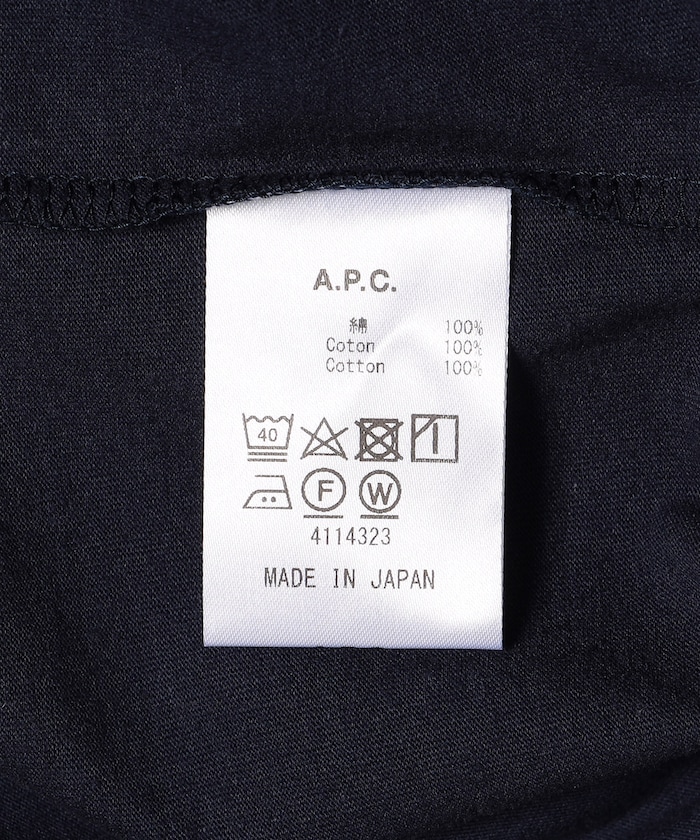 A.P.C.
綿 100%
Coton 100%
Cotton 100%
40
F W
4114323
MADE IN JAPAN